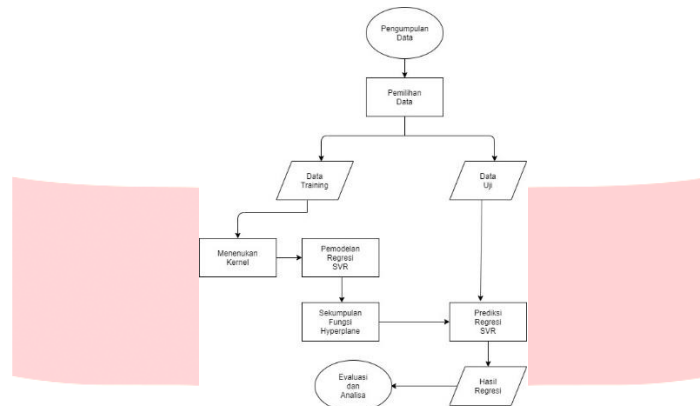 Pengumpulan
Data
Pemilihan
Data
Data
Training
Data
Uji
Menenukan
Kernel
Pemodelan
Regresi
SVR
Sekumpulan
Fungsi
Hyperplane
Prediksi
Regresi
SVR
Hasil
Regresi
Evaluasi
dan
Analisa